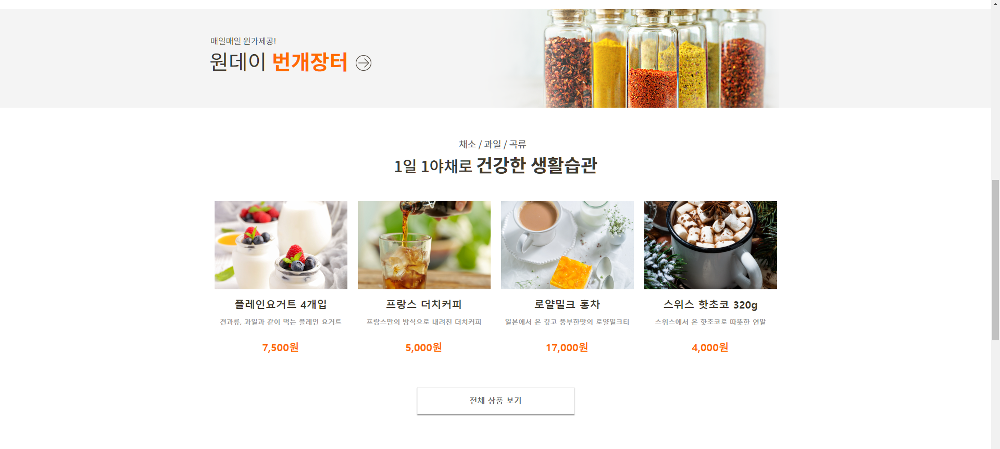 매일매일 원가제공!
원데이 번개장터
채소 / 과일 / 곡류
1일 1야채로 건강한 생활습관
플레인요거트 4개입
견과류, 과일과 같이 먹는 플레인 요거트
7,500원
프랑스 더치커피
프랑스만의 방식으로 내려진 더치커피
5,000원
로얄밀크 홍차
일본에서 온 깊고 풍부한맛의 로얄밀크티
17,000원
스위스 핫초코 320g
스위스에서 온 핫초코로 따뜻한 연말
4,000원
전체 상품 보기